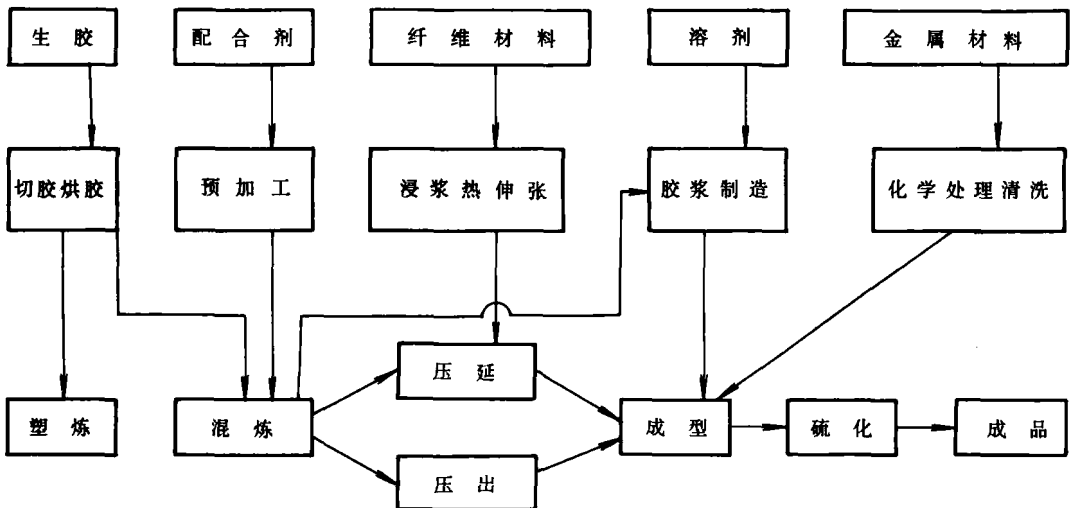 生胶
配合剂
纤维材料
溶剂
金属材料
切胶烘胶
预加工
浸浆热伸张
胶浆制造
化学处理清洗
压延
塑炼
混炼
成型
硫化
成品
压出